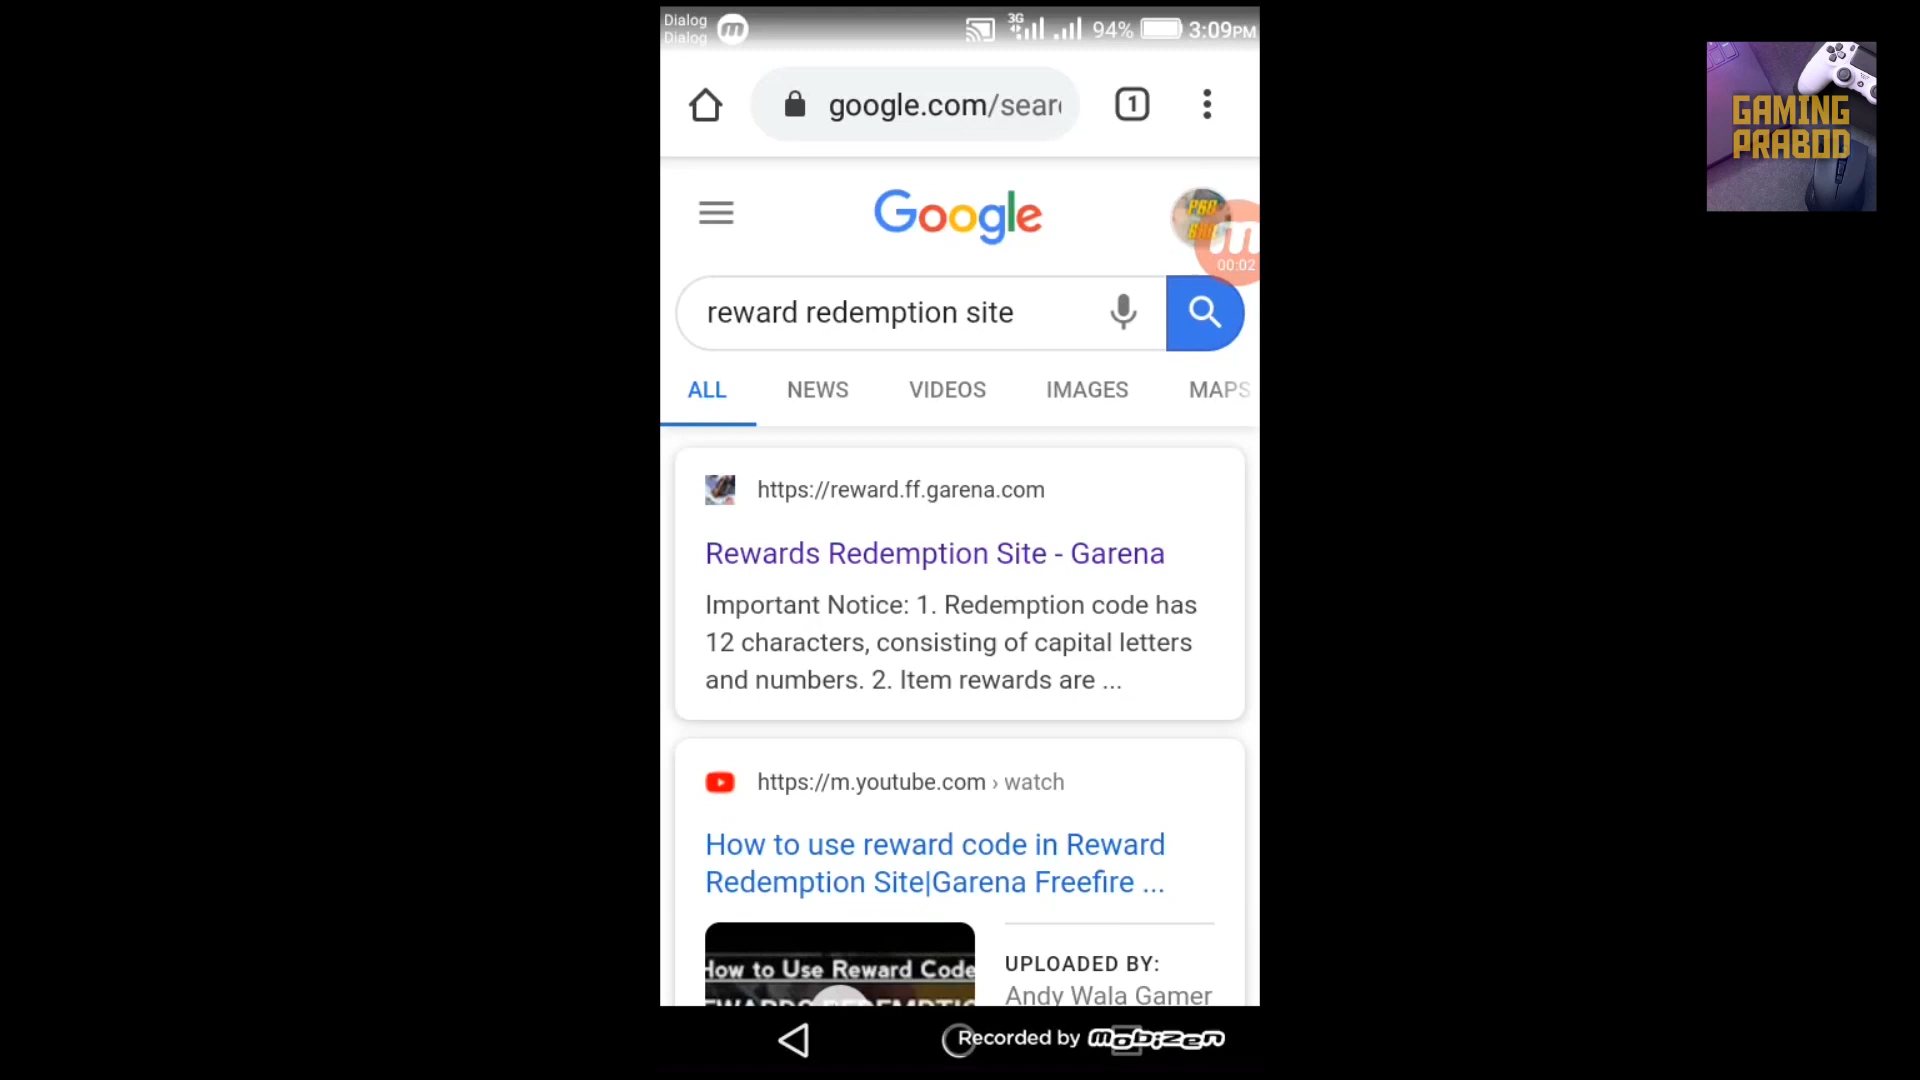 Dialog
Dialog
3G
94%
3:09PM
google.com/sear
1
GAMING
PRABOD
Google
00:02
reward redemption site
ALL NEWS VIDEOS IMAGES MAPS
https://reward.ff.garena.com
Rewards Redemption Site - Garena
Important Notice: 1. Redemption code has
12 characters, consisting of capital letters
and numbers. 2. Item rewards are ...
https://m.youtube.com › watch
How to use reward code in Reward
Redemption Site|Garena Freefire ...
How to Use Reward Code
UPLOADED BY:
Andy Wala Gamer
Recorded by mobizen